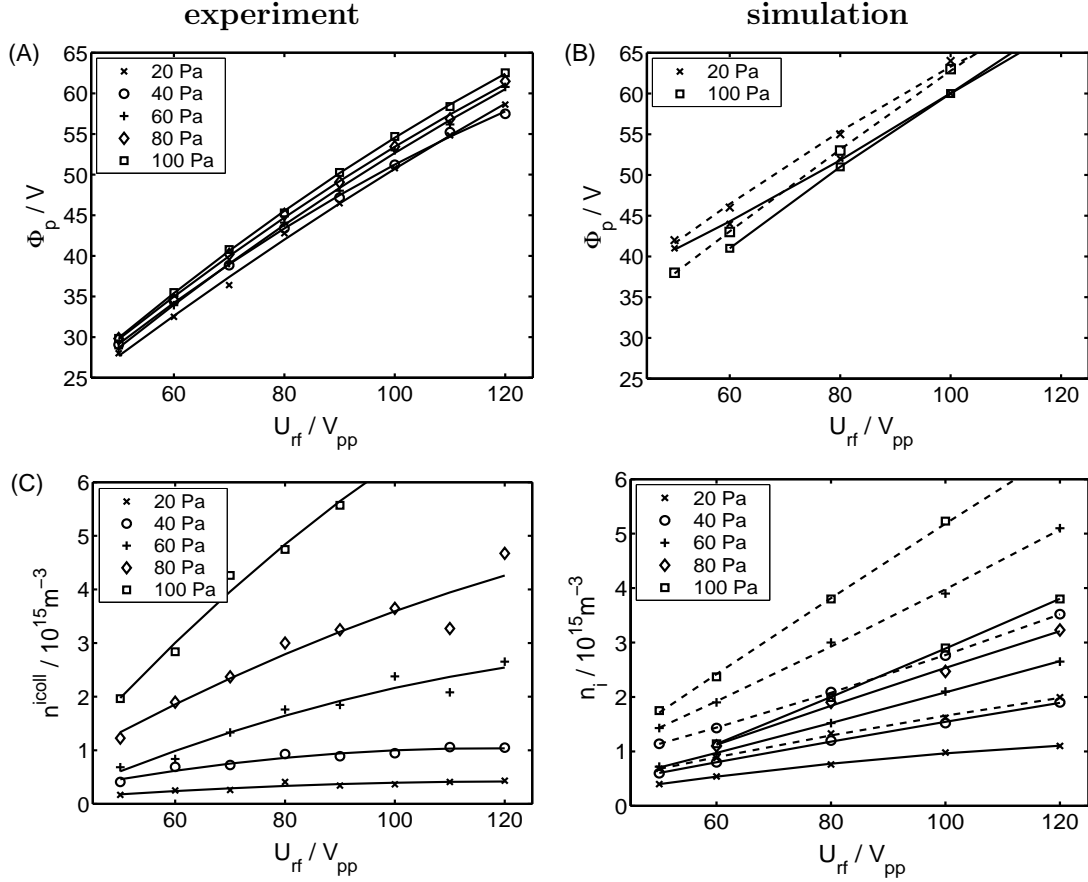 experiment
simulation
(A)
65
60
55
50
45
40
35
30
25
Φp / V
20 Pa
40 Pa
60 Pa
80 Pa
100 Pa
60 80 100 120
Urf / Vpp
(B)
65
60
55
50
45
40
35
30
25
Φp / V
20 Pa
100 Pa
60 80 100 120
Urf / Vpp
(C)
6
5
4
3
2
1
0
n^icoll / 10^15 m^−3
20 Pa
40 Pa
60 Pa
80 Pa
100 Pa
60 80 100 120
Urf / Vpp
6
5
4
3
2
1
0
ni / 10^15 m^−3
20 Pa
40 Pa
60 Pa
80 Pa
100 Pa
60 80 100 120
Urf / Vpp